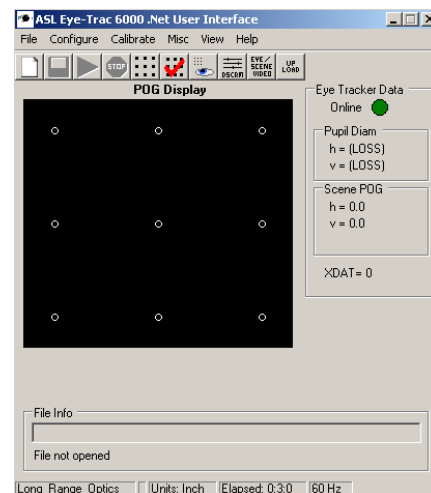 ASL Eye-Trac 6000 .Net User Interface
File Configure Calibrate Misc View Help
STOP
DSCRM
EYE/
SCENE
VIDEO
UP
LOAD
POG Display
Eye Tracker Data
Online
Pupil Diam
h = (LOSS)
v = (LOSS)
Scene POG
h = 0.0
v = 0.0
XDAT= 0
File Info
File not opened
Long Range Optics Units: Inch Elapsed: 0:3:0 60 Hz